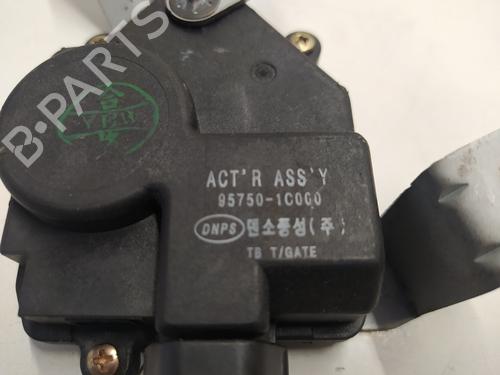 B-PARTS
ACT'R ASS'Y
95750-1C000
DNPS 덴소풍성(주)
TB T/GATE